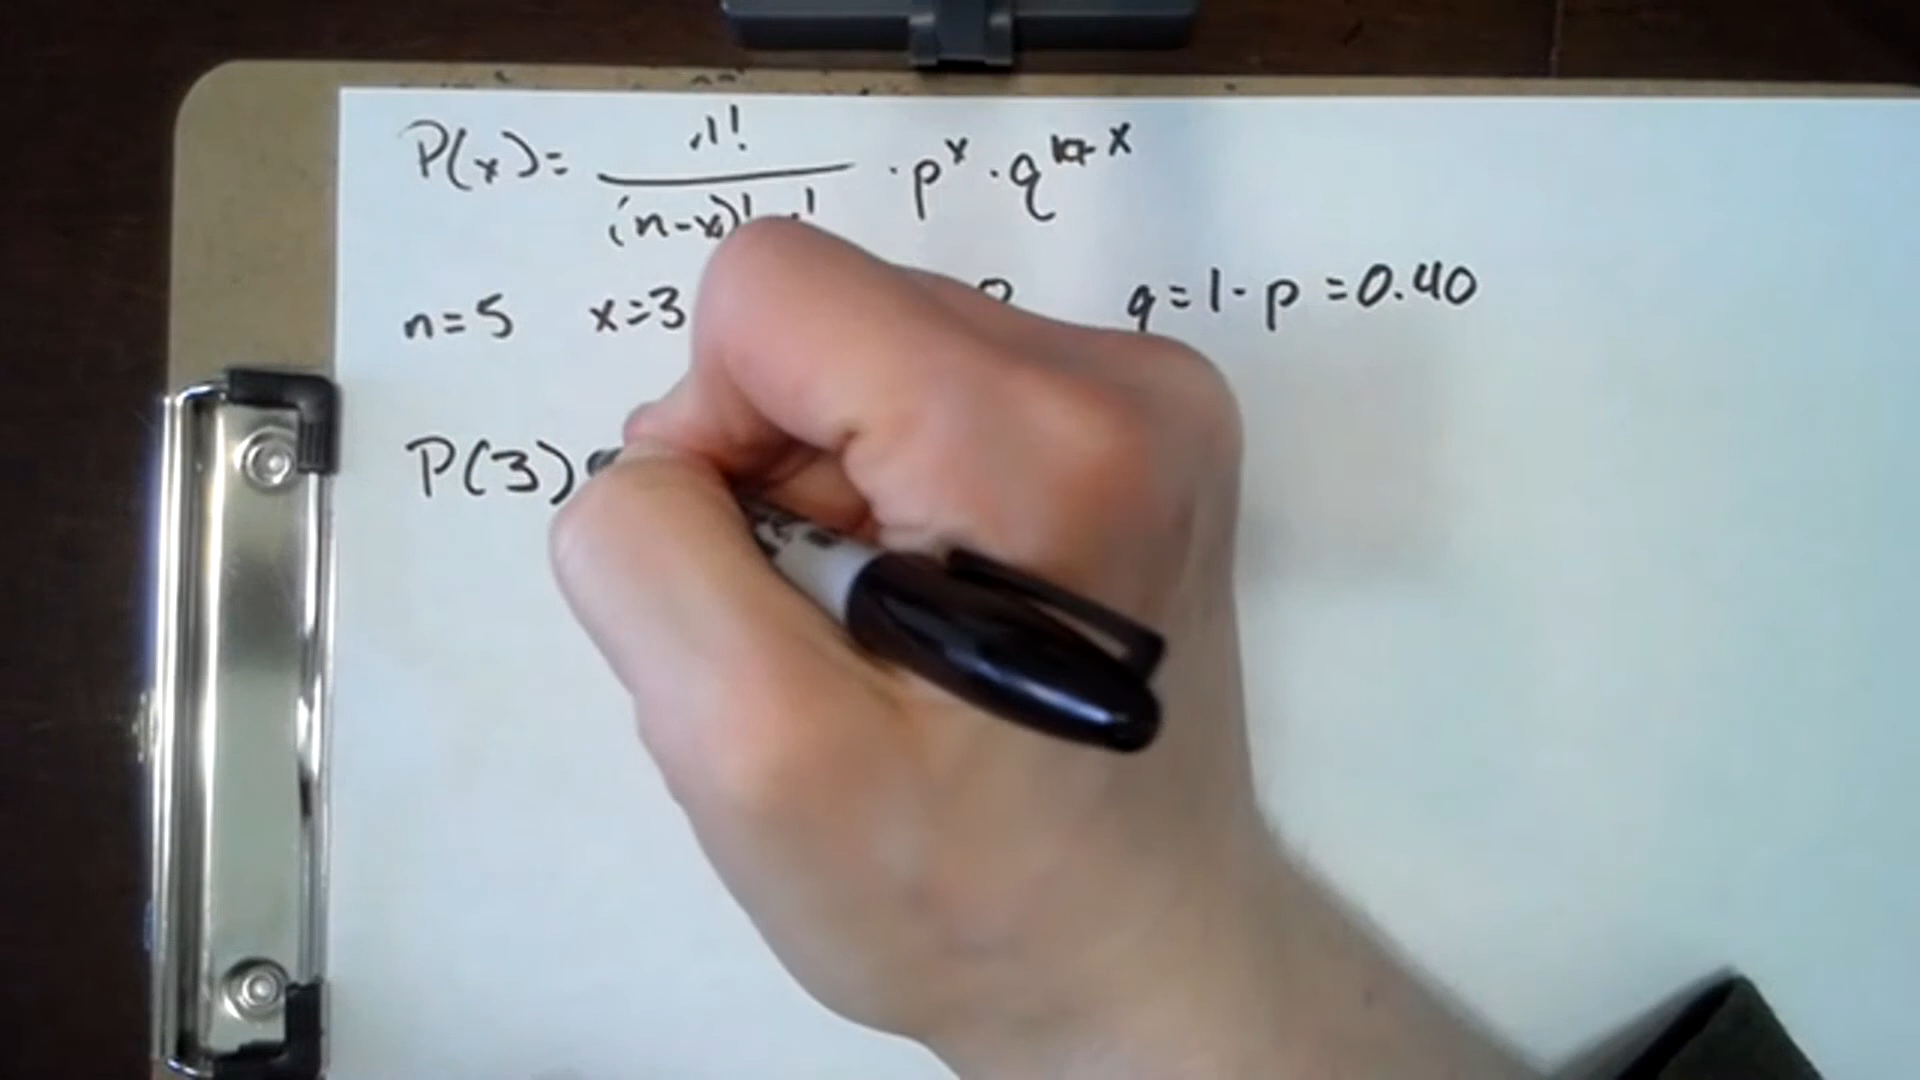 P(x) = n! / (n-x)! x! · p^x · q^n-x
n=5 x=3 q=1-p=0.40
P(3)